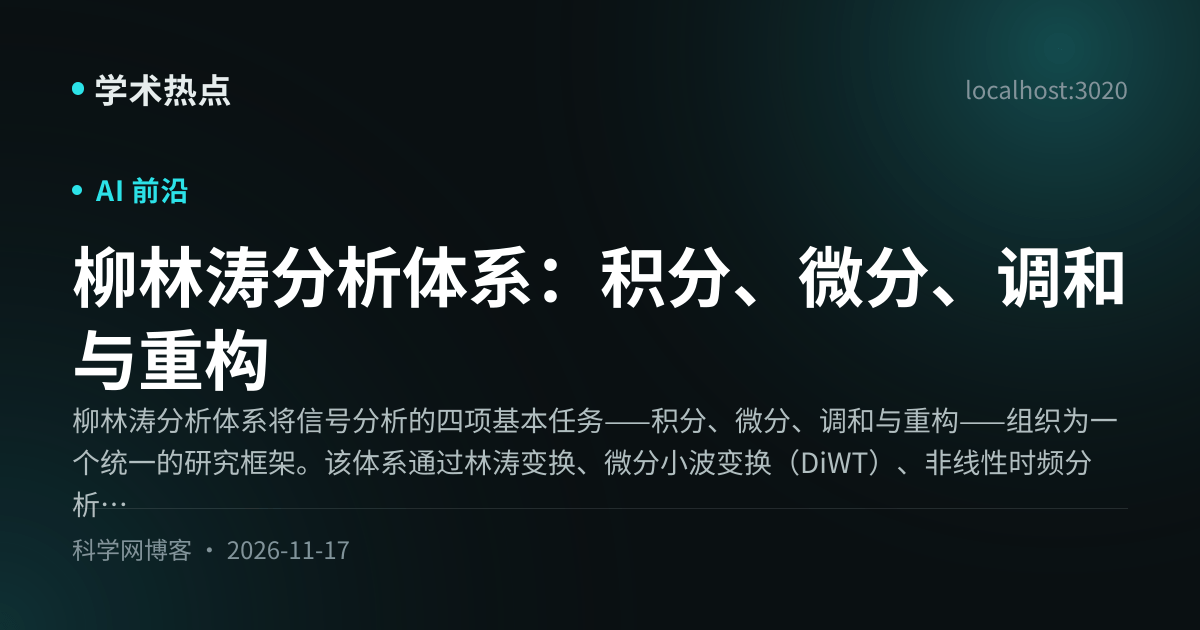 学术热点
localhost:3020
AI 前沿
柳林涛分析体系：积分、微分、调和
与重构
柳林涛分析体系将信号分析的四项基本任务——积分、微分、调和与重构——组织为一
个统一的研究框架。该体系通过林涛变换、微分小波变换（DiWT）、非线性时频分
析…
科学网博客 · 2026-11-17